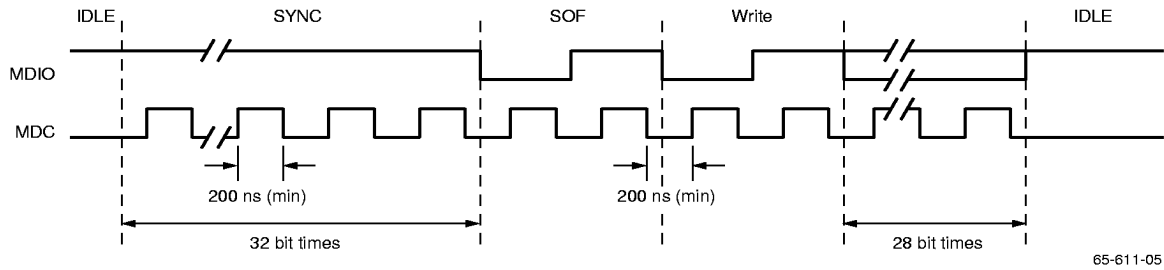 IDLE SYNC SOF Write IDLE
MDIO
MDC
200 ns (min) 200 ns (min)
32 bit times 28 bit times
65-611-05